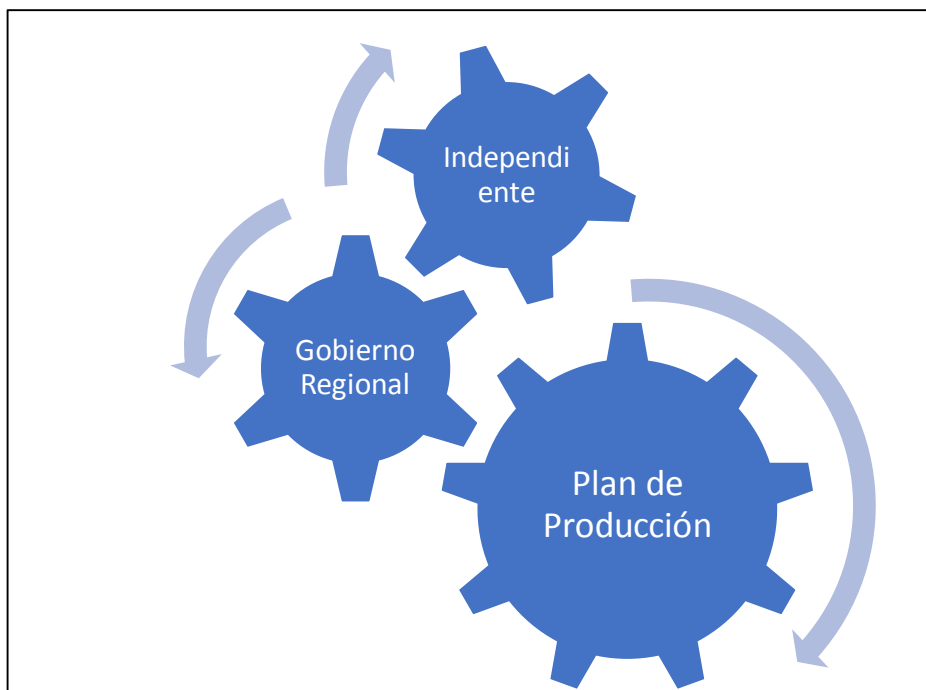 Independi
ente
Gobierno
Regional
Plan de
Producción